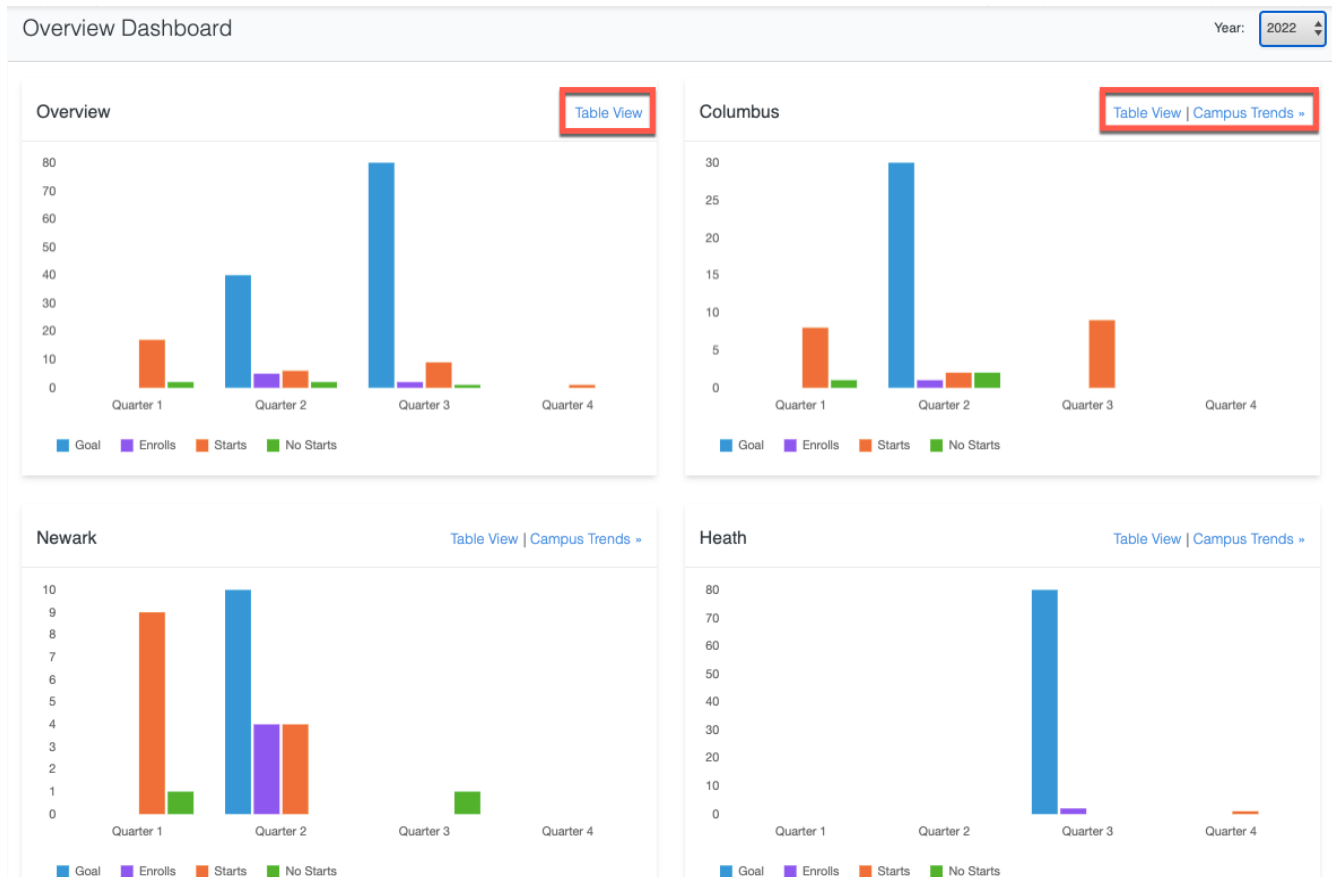 Overview Dashboard
Year: 2022
Overview
Table View
80
70
60
50
40
30
20
10
0
Quarter 1 Quarter 2 Quarter 3 Quarter 4
Goal Enrolls Starts No Starts
Columbus
Table View | Campus Trends »
30
25
20
15
10
5
0
Quarter 1 Quarter 2 Quarter 3 Quarter 4
Goal Enrolls Starts No Starts
Newark
Table View | Campus Trends »
10
9
8
7
6
5
4
3
2
1
0
Quarter 1 Quarter 2 Quarter 3 Quarter 4
Goal Enrolls Starts No Starts
Heath
Table View | Campus Trends »
80
70
60
50
40
30
20
10
0
Quarter 1 Quarter 2 Quarter 3 Quarter 4
Goal Enrolls Starts No Starts